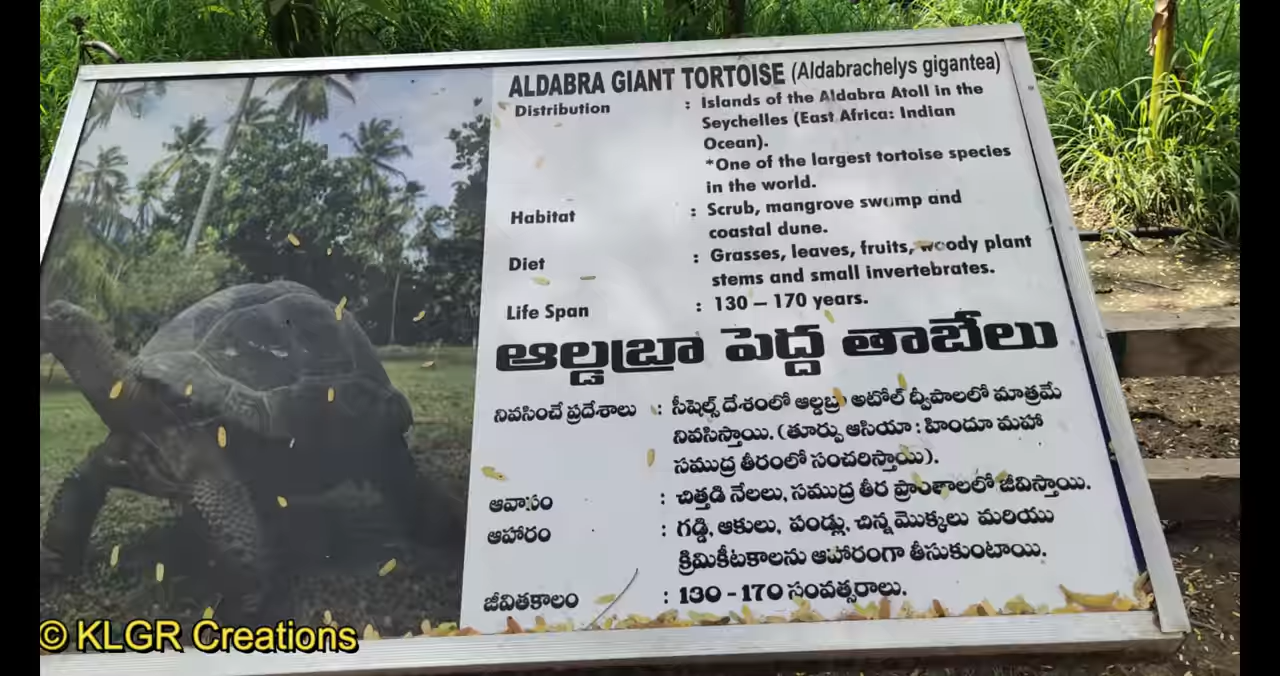 ALDABRA GIANT TORTOISE (Aldabrachelys gigantea)
Distribution : Islands of the Aldabra Atoll in the
Seychelles (East Africa: Indian
Ocean).
*One of the largest tortoise species
in the world.
Habitat : Scrub, mangrove swamp and
coastal dune.
Diet : Grasses, leaves, fruits, woody plant
stems and small invertebrates.
Life Span : 130 – 170 years.
ఆల్డబ్రా పెద్ద తాబేలు
నివసించే ప్రదేశాలు : సీషెల్స్ దేశంలో ఆల్డబ్ర అటోల్ ద్వీపాలలో మాత్రమే
నివసిస్తాయి. (తూర్పు ఆసియా : హిందూ మహా
సముద్ర తీరంలో సంచరిస్తాయి).
ఆవాసం : చిత్తడి నేలలు, సముద్ర తీర ప్రాంతాలలో జీవిస్తాయి.
ఆహారం : గడ్డి, ఆకులు, పండ్లు, చిన్న మొక్కలు మరియు
క్రిమికీటకాలను ఆహారంగా తీసుకుంటాయి.
జీవితకాలం : 130 - 170 సంవత్సరాలు.
© KLGR Creations